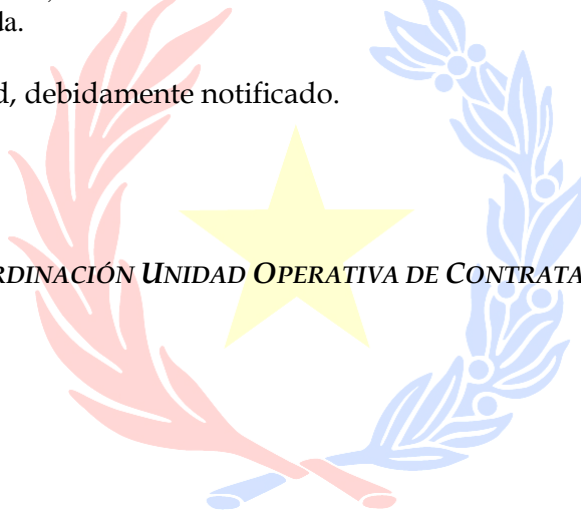 da.
d, debidamente notificado.
RDINACIÓN UNIDAD OPERATIVA DE CONTRATA